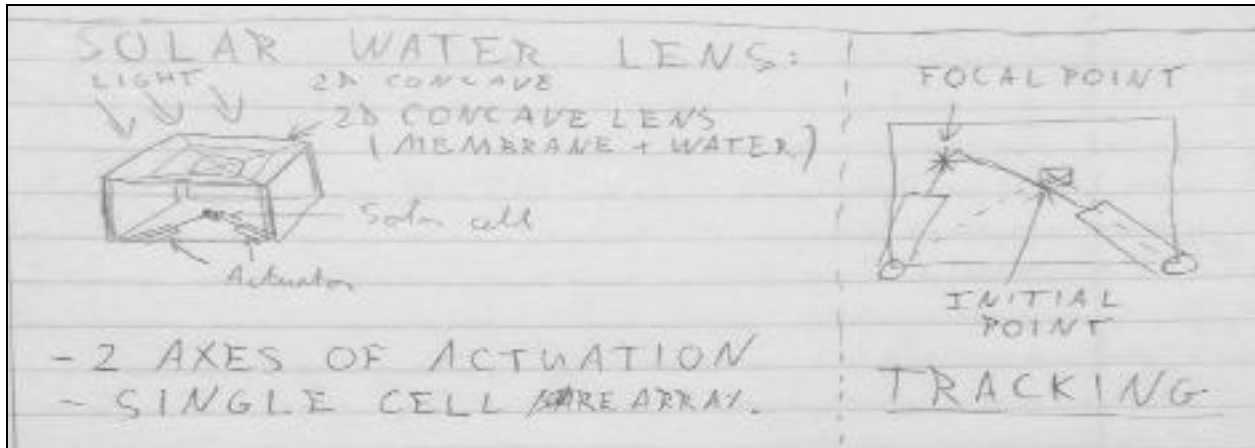 SOLAR WATER LENS:
LIGHT
2D CONCAVE
2D CONCAVE LENS
(MEMBRANE + WATER)
Solar cell
Actuator
- 2 AXES OF ACTUATION
- SINGLE CELL ARRAY.
FOCAL POINT
INITIAL
POINT
TRACKING